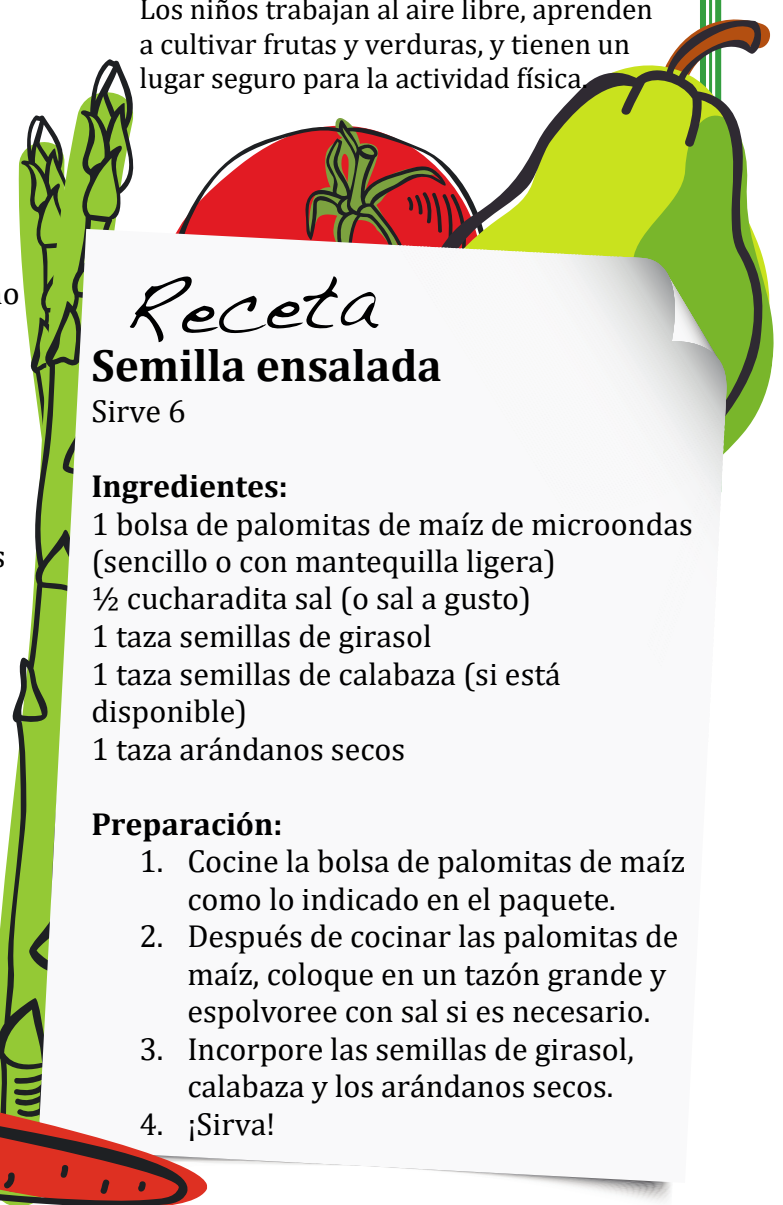 Los niños trabajan al aire libre, aprenden
a cultivar frutas y verduras, y tienen un
lugar seguro para la actividad física.
Receta
Semilla ensalada
Sirve 6
Ingredientes:
1 bolsa de palomitas de maíz de microondas
(sencillo o con mantequilla ligera)
½ cucharadita sal (o sal a gusto)
1 taza semillas de girasol
1 taza semillas de calabaza (si está
disponible)
1 taza arándanos secos
Preparación:
1. Cocine la bolsa de palomitas de maíz
como lo indicado en el paquete.
2. Después de cocinar las palomitas de
maíz, coloque en un tazón grande y
espolvoree con sal si es necesario.
3. Incorpore las semillas de girasol,
calabaza y los arándanos secos.
4. ¡Sirva!